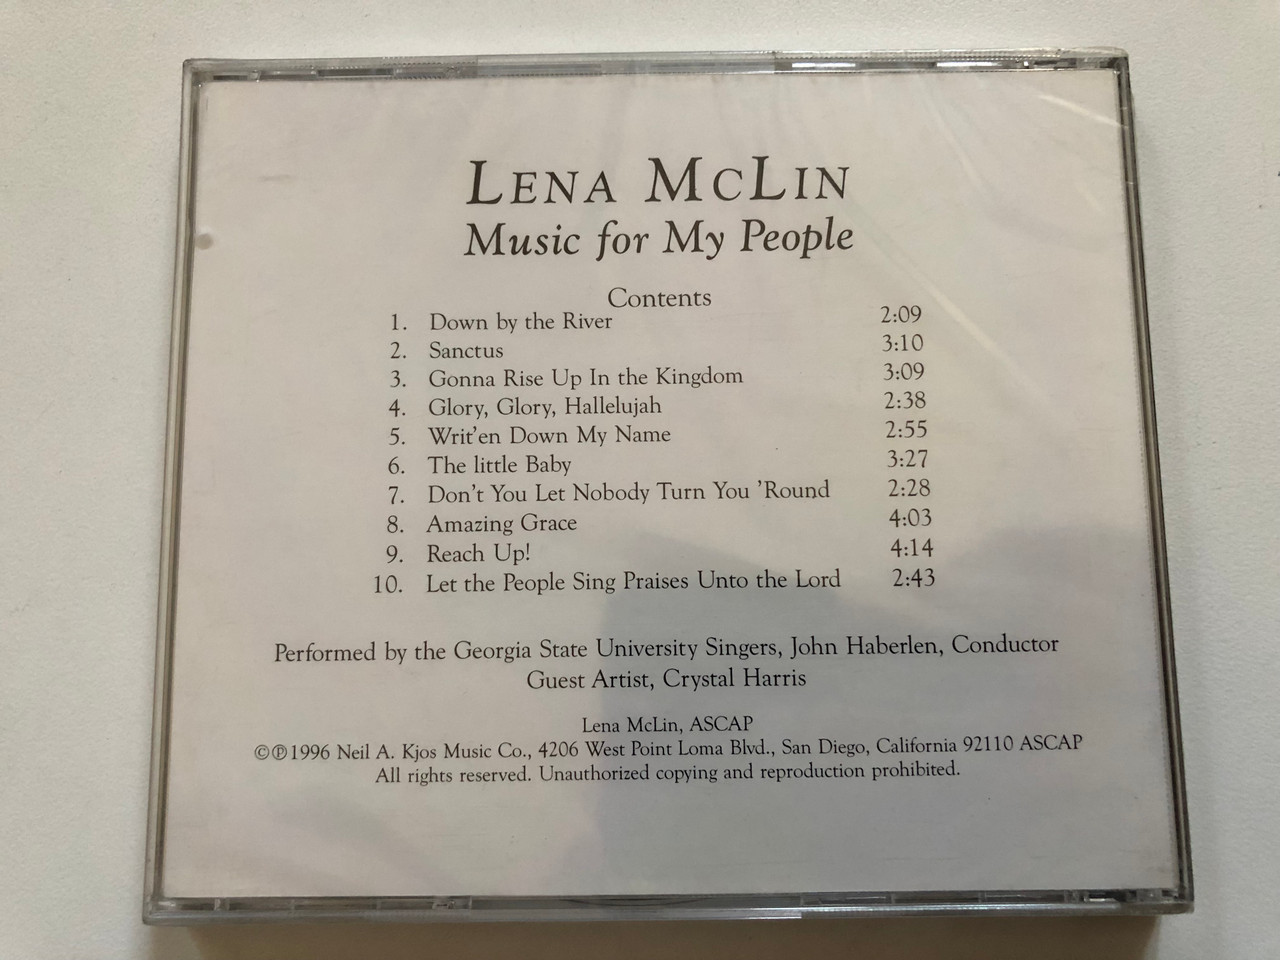 LENA MCLIN
Music for My People
Contents
1. Down by the River 2:09
2. Sanctus 3:10
3. Gonna Rise Up In the Kingdom 3:09
4. Glory, Glory, Hallelujah 2:38
5. Writ'en Down My Name 2:55
6. The little Baby 3:27
7. Don't You Let Nobody Turn You 'Round 2:28
8. Amazing Grace 4:03
9. Reach Up! 4:14
10. Let the People Sing Praises Unto the Lord 2:43
Performed by the Georgia State University Singers, John Haberlen, Conductor
Guest Artist, Crystal Harris
Lena McLin, ASCAP
©℗1996 Neil A. Kjos Music Co., 4206 West Point Loma Blvd., San Diego, California 92110 ASCAP
All rights reserved. Unauthorized copying and reproduction prohibited.